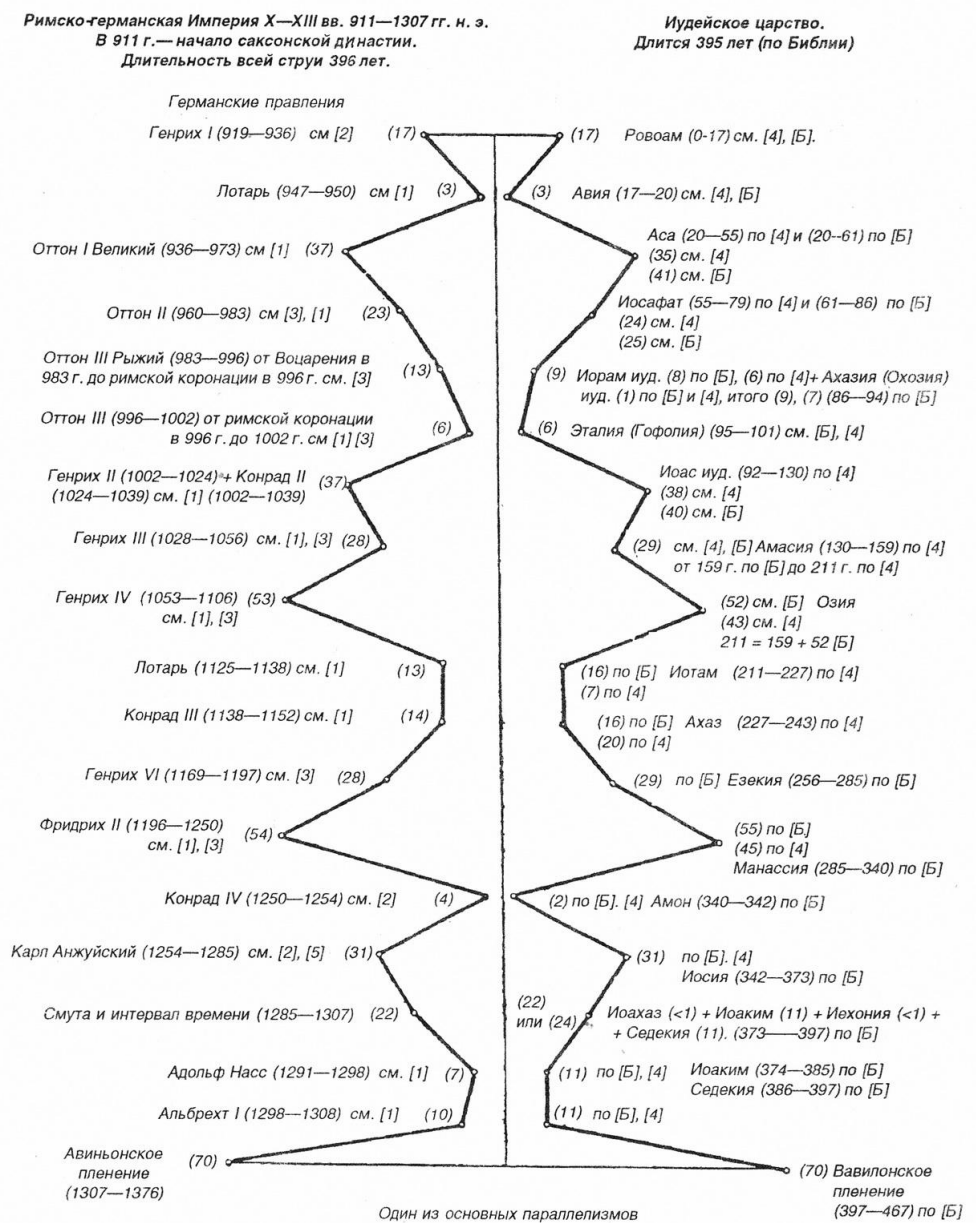 Римско-германская Империя X—XIII вв. 911—1307 гг. н. э.
В 911 г.— начало саксонской династии.
Длительность всей струи 396 лет.
Иудейское царство.
Длится 395 лет (по Библии)
Германские правления
Генрих I (919—936) см [2] (17)
(17) Ровоам (0-17) см. [4], [Б].
Лотарь (947—950) см [1] (3)
(3) Авия (17—20) см. [4], [Б]
Оттон I Великий (936—973) см [1] (37)
Аса (20—55) по [4] и (20--61) по [Б]
(35) см. [4]
(41) см. [Б]
Оттон II (960—983) см [3], [1] (23)
Иосафат (55—79) по [4] и (61—86) по [Б]
(24) см. [4]
(25) см. [Б]
Оттон III Рыжий (983—996) от Воцарения в
983 г. до римской коронации в 996 г. см. [3]
(13)
(9) Иорам иуд. (8) по [Б], (6) по [4]+ Ахазия (Охозия)
иуд. (1) по [Б] и [4], итого (9), (7) (86—94) по [Б]
Оттон III (996—1002) от римской коронации
в 996 г. до 1002 г. см [1] [3]
(6)
(6) Эталия (Гофолия) (95—101) см. [Б], [4]
Генрих II (1002—1024) + Конрад II
(1024—1039) см. [1] (1002—1039)
(37)
Иоас иуд. (92—130) по [4]
(38) см. [4]
(40) см. [Б]
Генрих III (1028—1056) см. [1], [3] (28)
(29) см. [4], [Б] Амасия (130—159) по [4]
от 159 г. по [Б] до 211 г. по [4]
Генрих IV (1053—1106) (53)
см. [1], [3]
(52) см. [Б] Озия
(43) см. [4]
211 = 159 + 52 [Б]
Лотарь (1125—1138) см. [1] (13)
(16) по [Б] Иотам (211—227) по [4]
(7) по [4]
Конрад III (1138—1152) см. [1] (14)
(16) по [Б] Ахаз (227—243) по [4]
(20) по [4]
Генрих VI (1169—1197) см. [3] (28)
(29) по [Б] Езекия (256—285) по [Б]
Фридрих II (1196—1250)
см. [1], [3]
(54)
(55) по [Б]
(45) по [4]
Манассия (285—340) по [Б]
Конрад IV (1250—1254) см. [2] (4)
(2) по [Б]. [4] Амон (340—342) по [Б]
Карл Анжуйский (1254—1285) см. [2], [5] (31)
(31) по [Б]. [4]
Иосия (342—373) по [Б]
Смута и интервал времени (1285—1307) (22)
(22)
или (24)
Иоахаз (<1) + Иоаким (11) + Иехония (<1) +
+ Седекия (11). (373——397) по [Б]
Адольф Насс (1291—1298) см. [1] (7)
(11) по [Б], [4] Иоаким (374—385) по [Б]
Седекия (386—397) по [Б]
Альбрехт I (1298—1308) см. [1] (10)
(11) по [Б], [4]
Авиньонское
пленение
(1307—1376)
(70)
(70) Вавилонское
пленение
(397—467) по [Б]
Один из основных параллелизмов